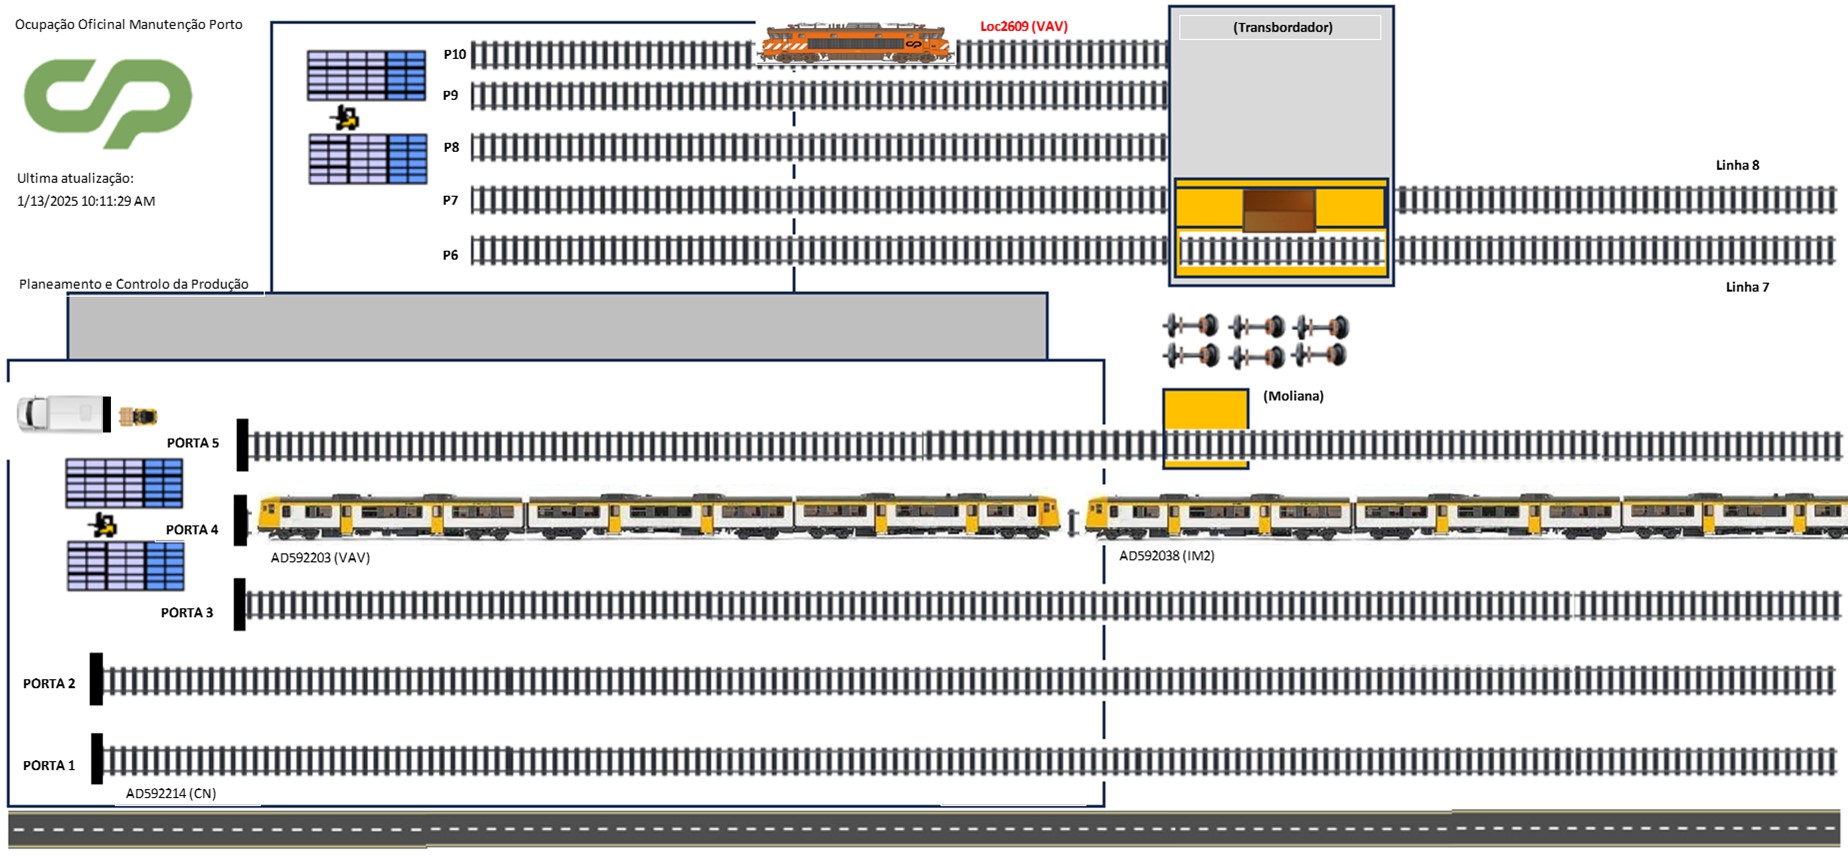 Ocupação Oficinal Manutenção Porto
Loc2609 (VAV)
(Transbordador)
P10
P9
P8
Ultima atualização:
1/13/2025 10:11:29 AM
Linha 8
P7
P6
Planeamento e Controlo da Produção
Linha 7
(Moliana)
PORTA 5
PORTA 4
AD592203 (VAV)
AD592038 (IM2)
PORTA 3
PORTA 2
PORTA 1
AD592214 (CN)